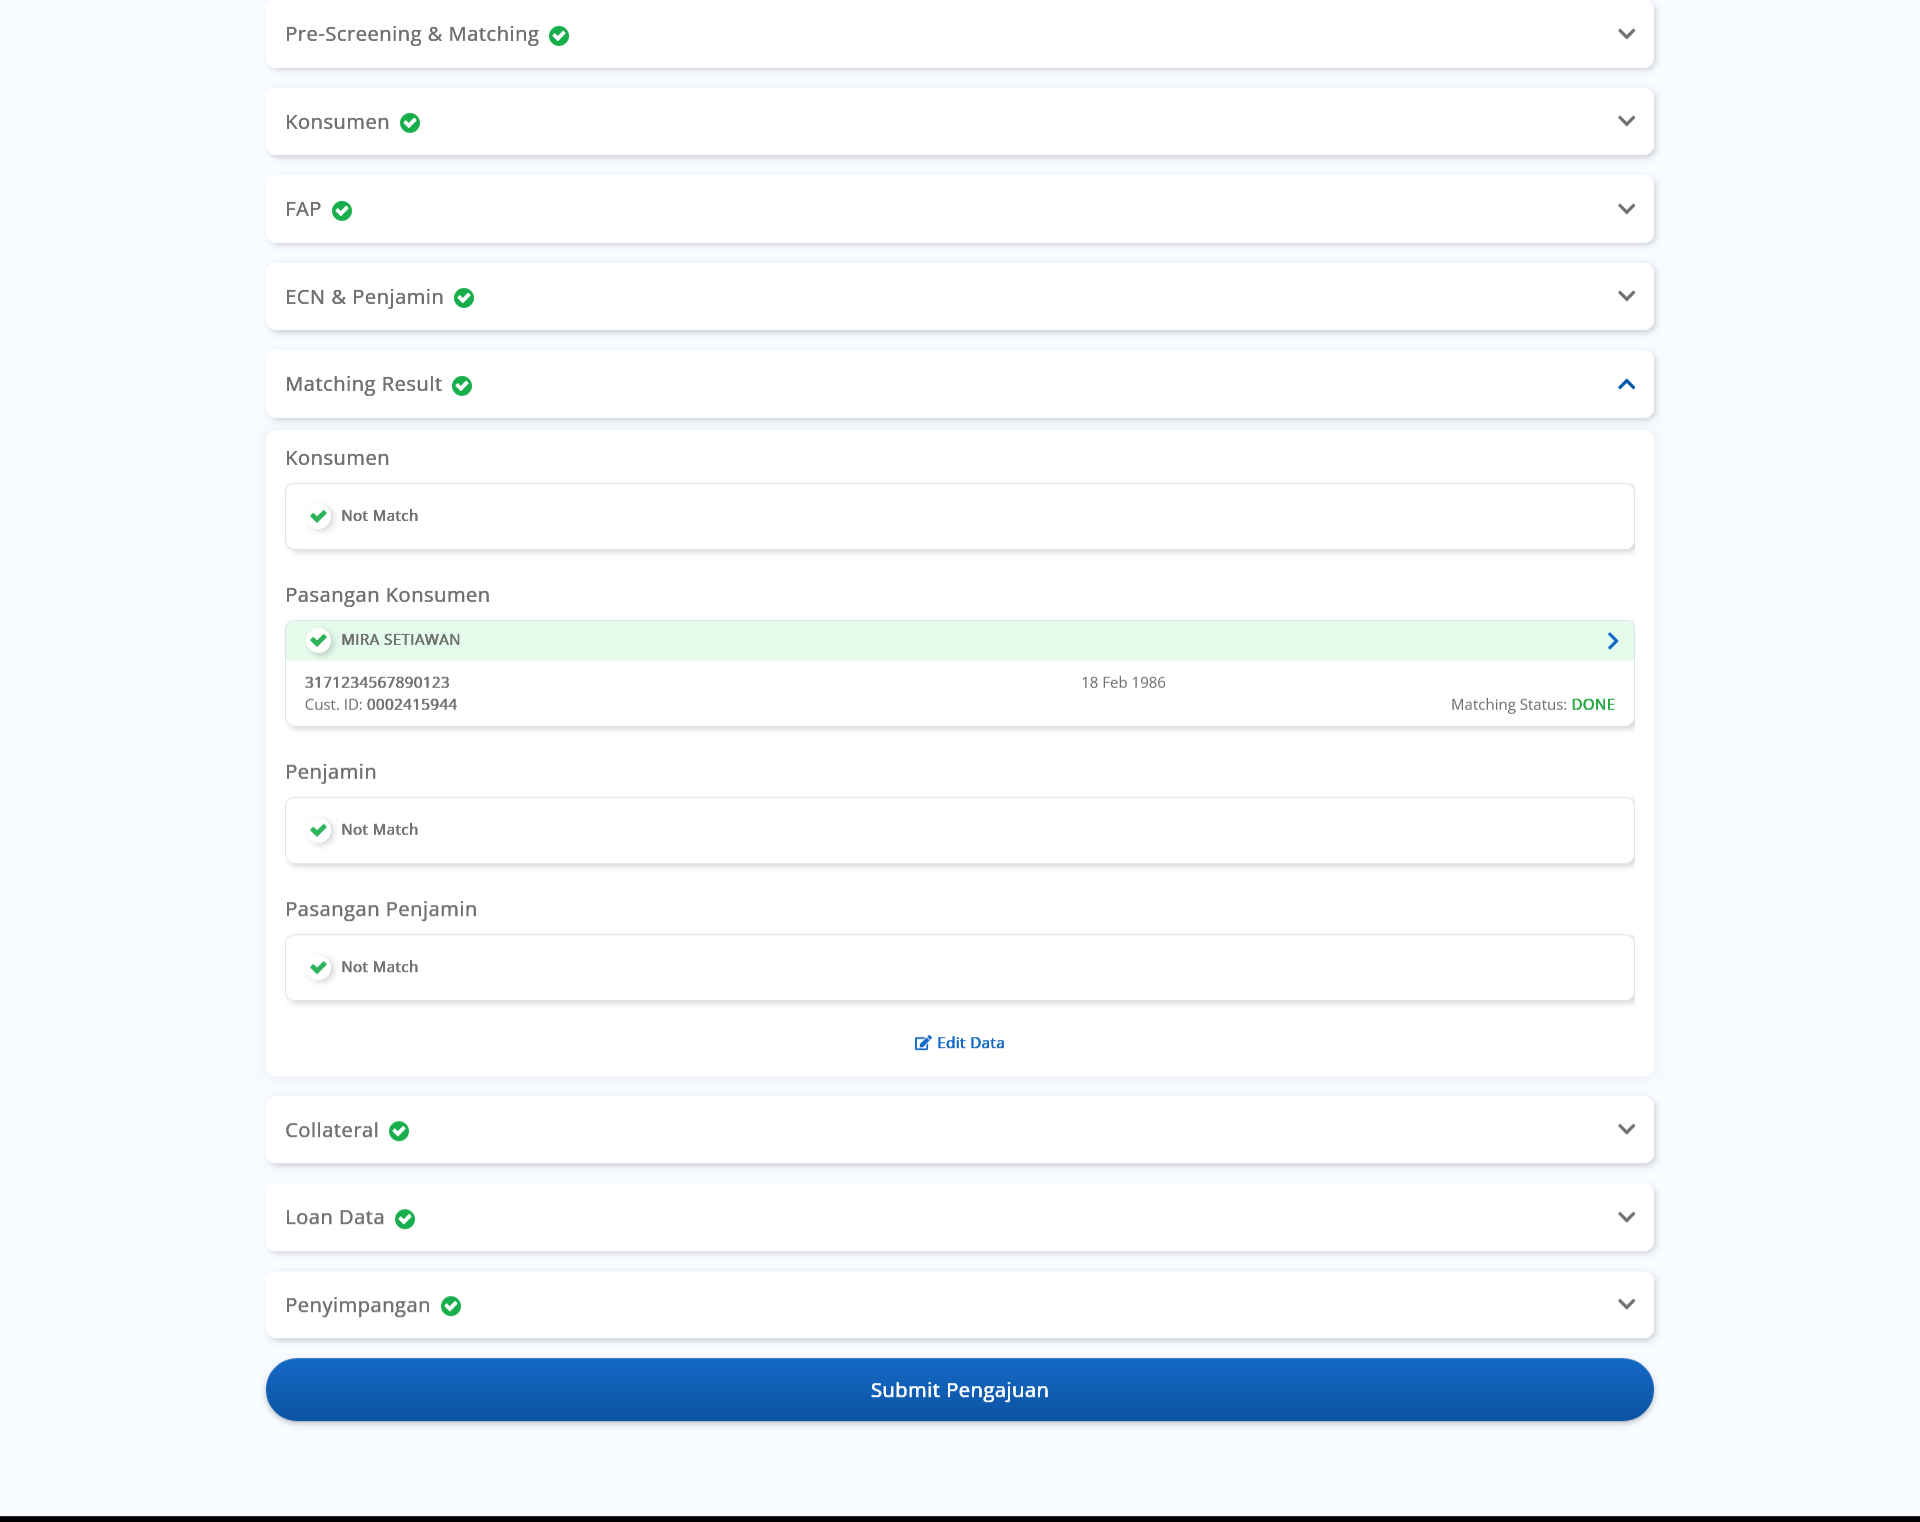 Pre-Screening & Matching
Konsumen
FAP
ECN & Penjamin
Matching Result
Konsumen
Not Match
Pasangan Konsumen
MIRA SETIAWAN
3171234567890123 18 Feb 1986
Cust. ID: 0002415944 Matching Status: DONE
Penjamin
Not Match
Pasangan Penjamin
Not Match
Edit Data
Collateral
Loan Data
Penyimpangan
Submit Pengajuan